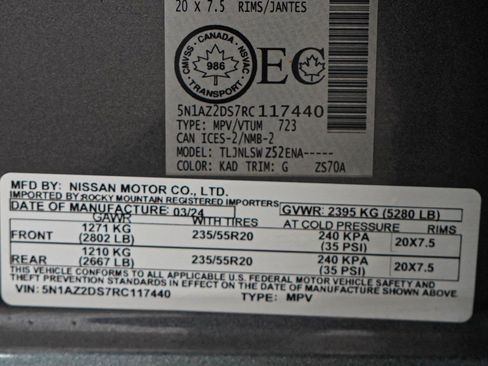 20 x 7.5 RIMS/JANTES
CMVSS - CANADA - NSVAC
986
TRANSPORT
EC
5N1AZ2DS7RC117440
TYPE: MPV/VTUM 723
CAN ICES-2/NMB-2
MODEL: TLJNLSW Z52ENA-----
COLOR: KAD TRIM: G ZS70A
MFD BY: NISSAN MOTOR CO., LTD.
IMPORTED BY:ROCKY MOUNTAIN REGISTERED IMPORTERS
DATE OF MANUFACTURE: 03/24 GVWR: 2395 KG (5280 LB)
GAWR WITH TIRES AT COLD PRESSURE RIMS
FRONT 1271 KG (2802 LB) 235/55R20 240 KPA (35 PSI) 20X7.5
REAR 1210 KG (2667 LB) 235/55R20 240 KPA (35 PSI) 20X7.5
THIS VEHICLE CONFORMS TO ALL APPLICABLE U.S. FEDERAL MOTOR VEHICLE SAFETY
AND THEFT PREVENTION STANDARDS IN EFFECT ON THE DATE OF MANUFACTURE SHOWN ABOVE.
VIN: 5N1AZ2DS7RC117440 TYPE: MPV